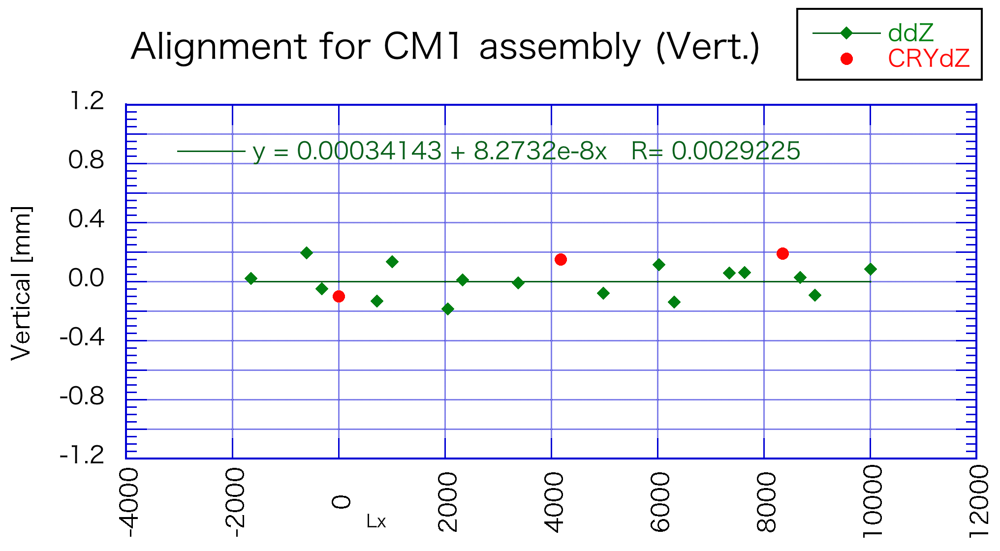 Alignment for CM1 assembly (Vert.)
ddZ
CRYdZ
y = 0.00034143 + 8.2732e-8x R= 0.0029225
1.2
0.8
0.4
0.0
-0.4
-0.8
-1.2
Vertical [mm]
-4000
-2000
0
2000
4000
6000
8000
10000
12000
Lx